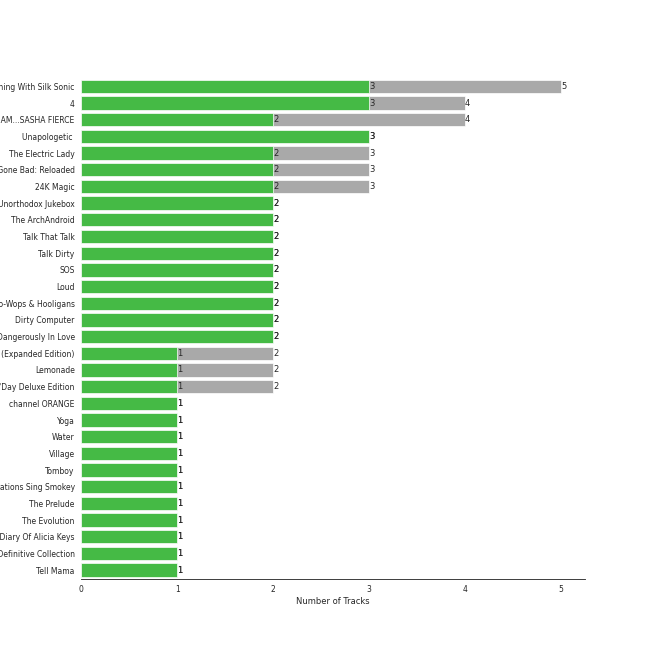 ning With Silk Sonic 3 5
4 3 4
AM...SASHA FIERCE 2 4
Unapologetic 3
The Electric Lady 2 3
Gone Bad: Reloaded 2 3
24K Magic 2 3
Unorthodox Jukebox 2
The ArchAndroid 2
Talk That Talk 2
Talk Dirty 2
SOS 2
Loud 2
o-Wops & Hooligans 2
Dirty Computer 2
Dangerously In Love 2
(Expanded Edition) 1 2
Lemonade 1 2
'Day Deluxe Edition 1 2
channel ORANGE 1
Yoga 1
Water 1
Village 1
Tomboy 1
ations Sing Smokey 1
The Prelude 1
The Evolution 1
Diary Of Alicia Keys 1
Definitive Collection 1
Tell Mama 1
0 1 2 3 4 5
Number of Tracks